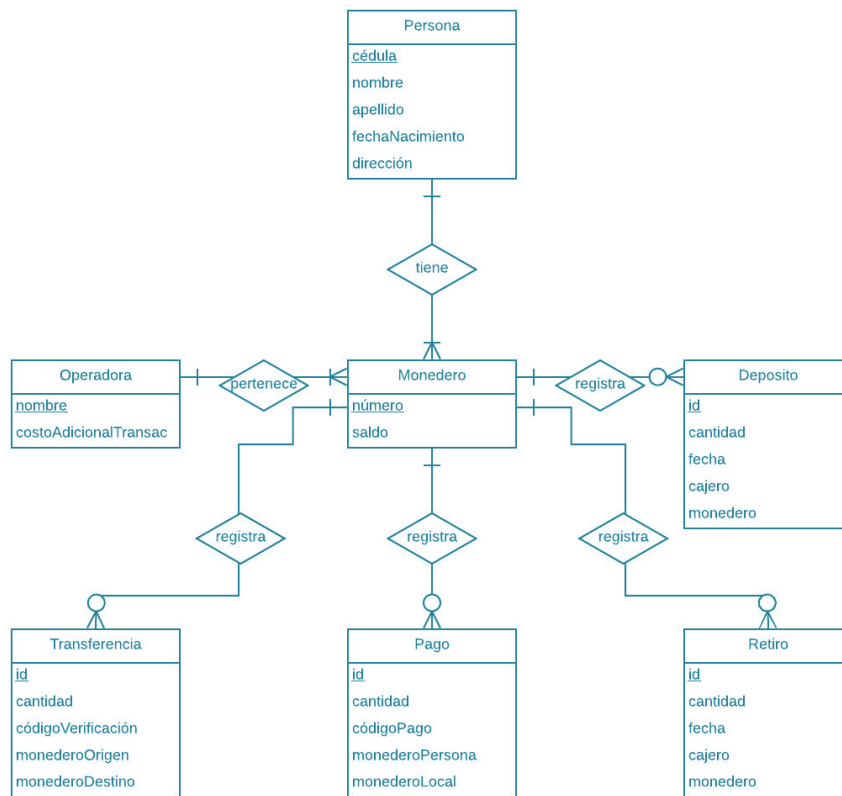 Persona
cédula
nombre
apellido
fechaNacimiento
dirección
tiene
Operadora
nombre
costoAdicionalTransac
pertenece
Monedero
número
saldo
registra
Deposito
id
cantidad
fecha
cajero
monedero
registra
registra
registra
Transferencia
id
cantidad
códigoVerificación
monederoOrigen
monederoDestino
Pago
id
cantidad
códigoPago
monederoPersona
monederoLocal
Retiro
id
cantidad
fecha
cajero
monedero